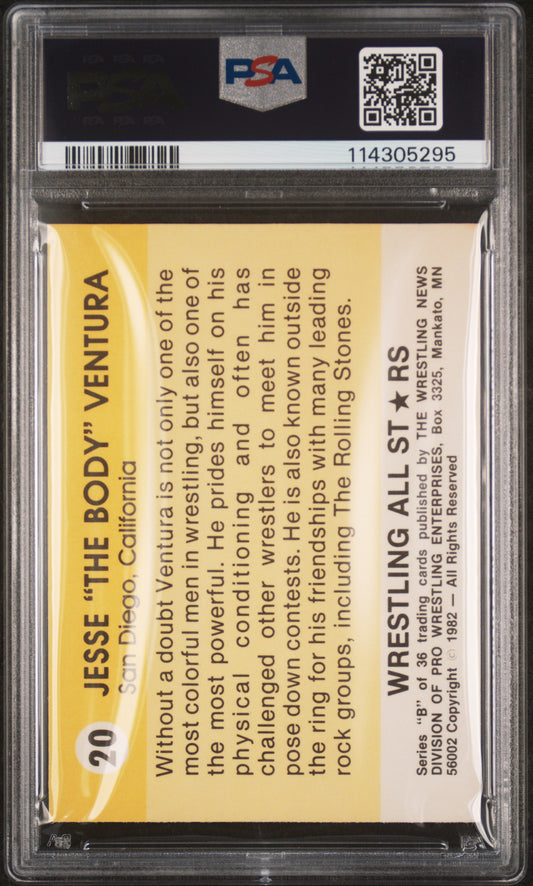 PSA
114305295
20
JESSE "THE BODY" VENTURA
San Diego, California
Without a doubt Ventura is not only one of the
most colorful men in wrestling, but also one of
the most powerful. He prides himself on his
physical conditioning and often has
challenged other wrestlers to meet him in
pose down contests. He is also known outside
the ring for his friendships with many leading
rock groups, including The Rolling Stones.
WRESTLING ALL ST★RS
Series "B" of 36 trading cards published by THE WRESTLING NEWS
DIVISION OF PRO WRESTLING ENTERPRISES, Box 3325, Mankato, MN
56002 Copyright © 1982 — All Rights Reserved